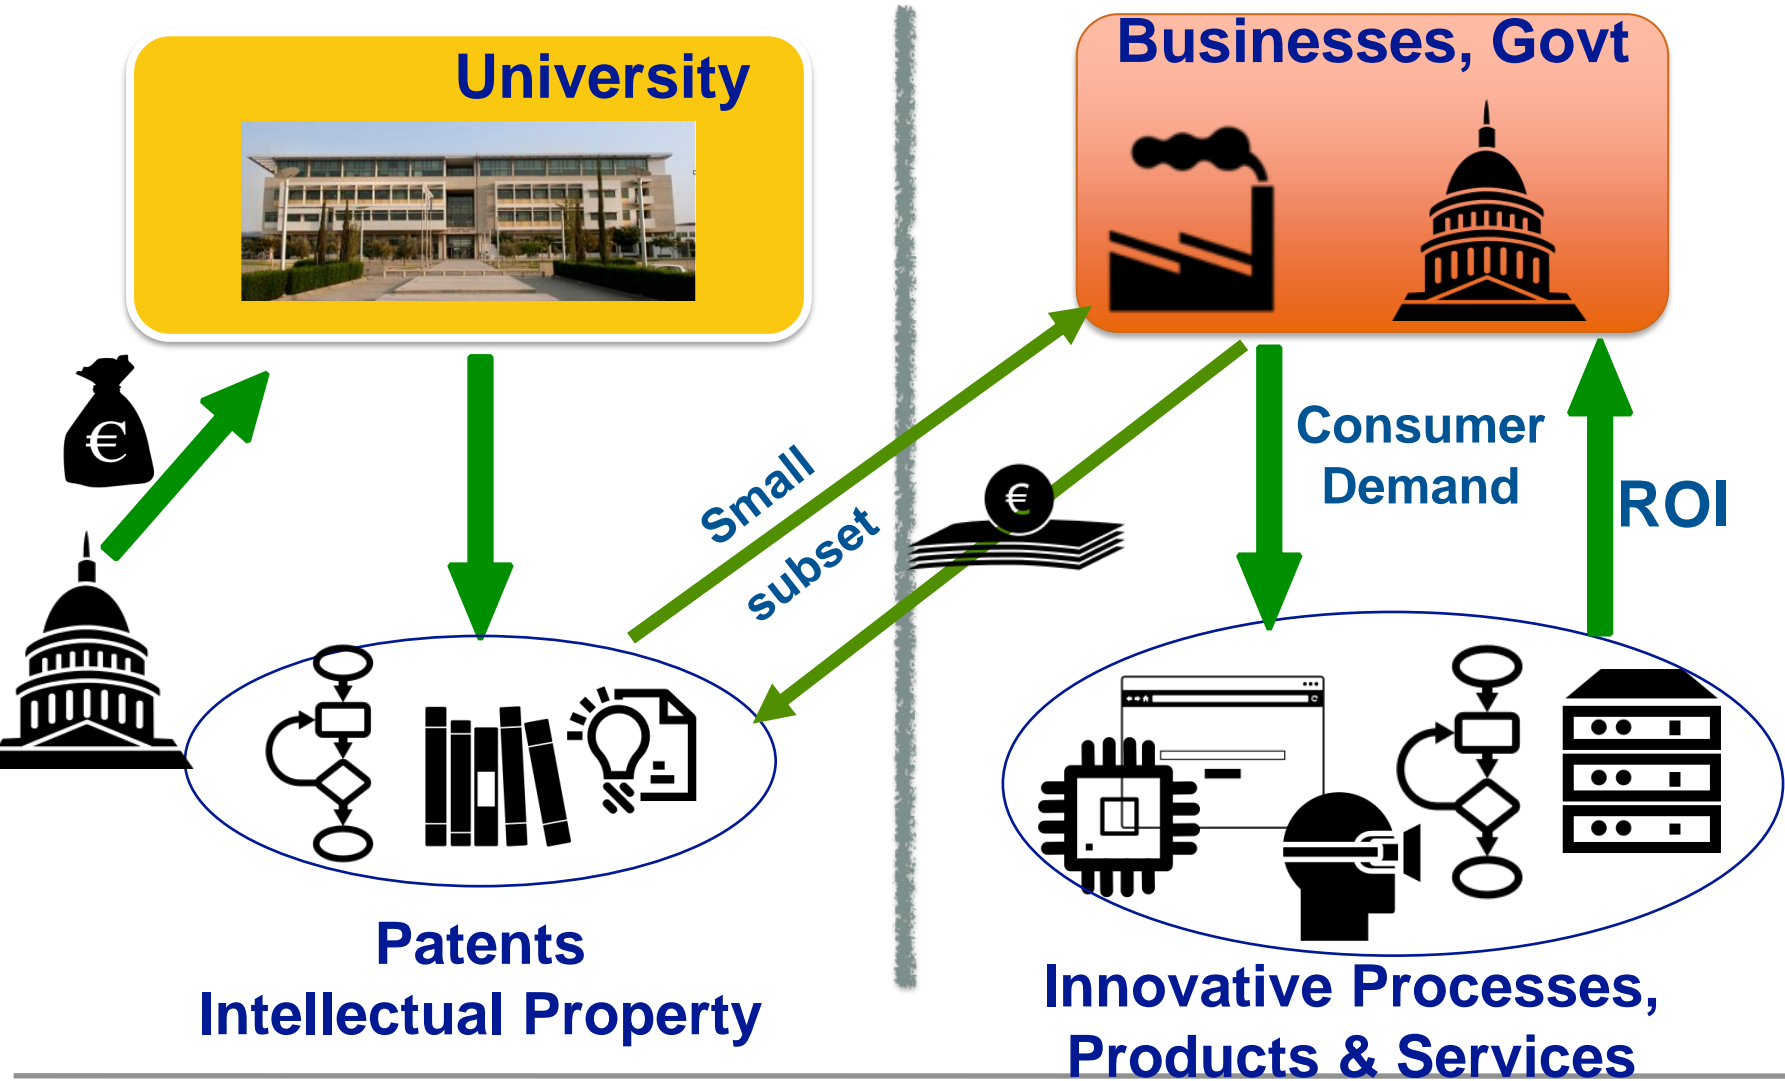 University
Businesses, Govt
€
Small
subset
€
Consumer
Demand
ROI
Patents
Intellectual Property
Innovative Processes,
Products & Services